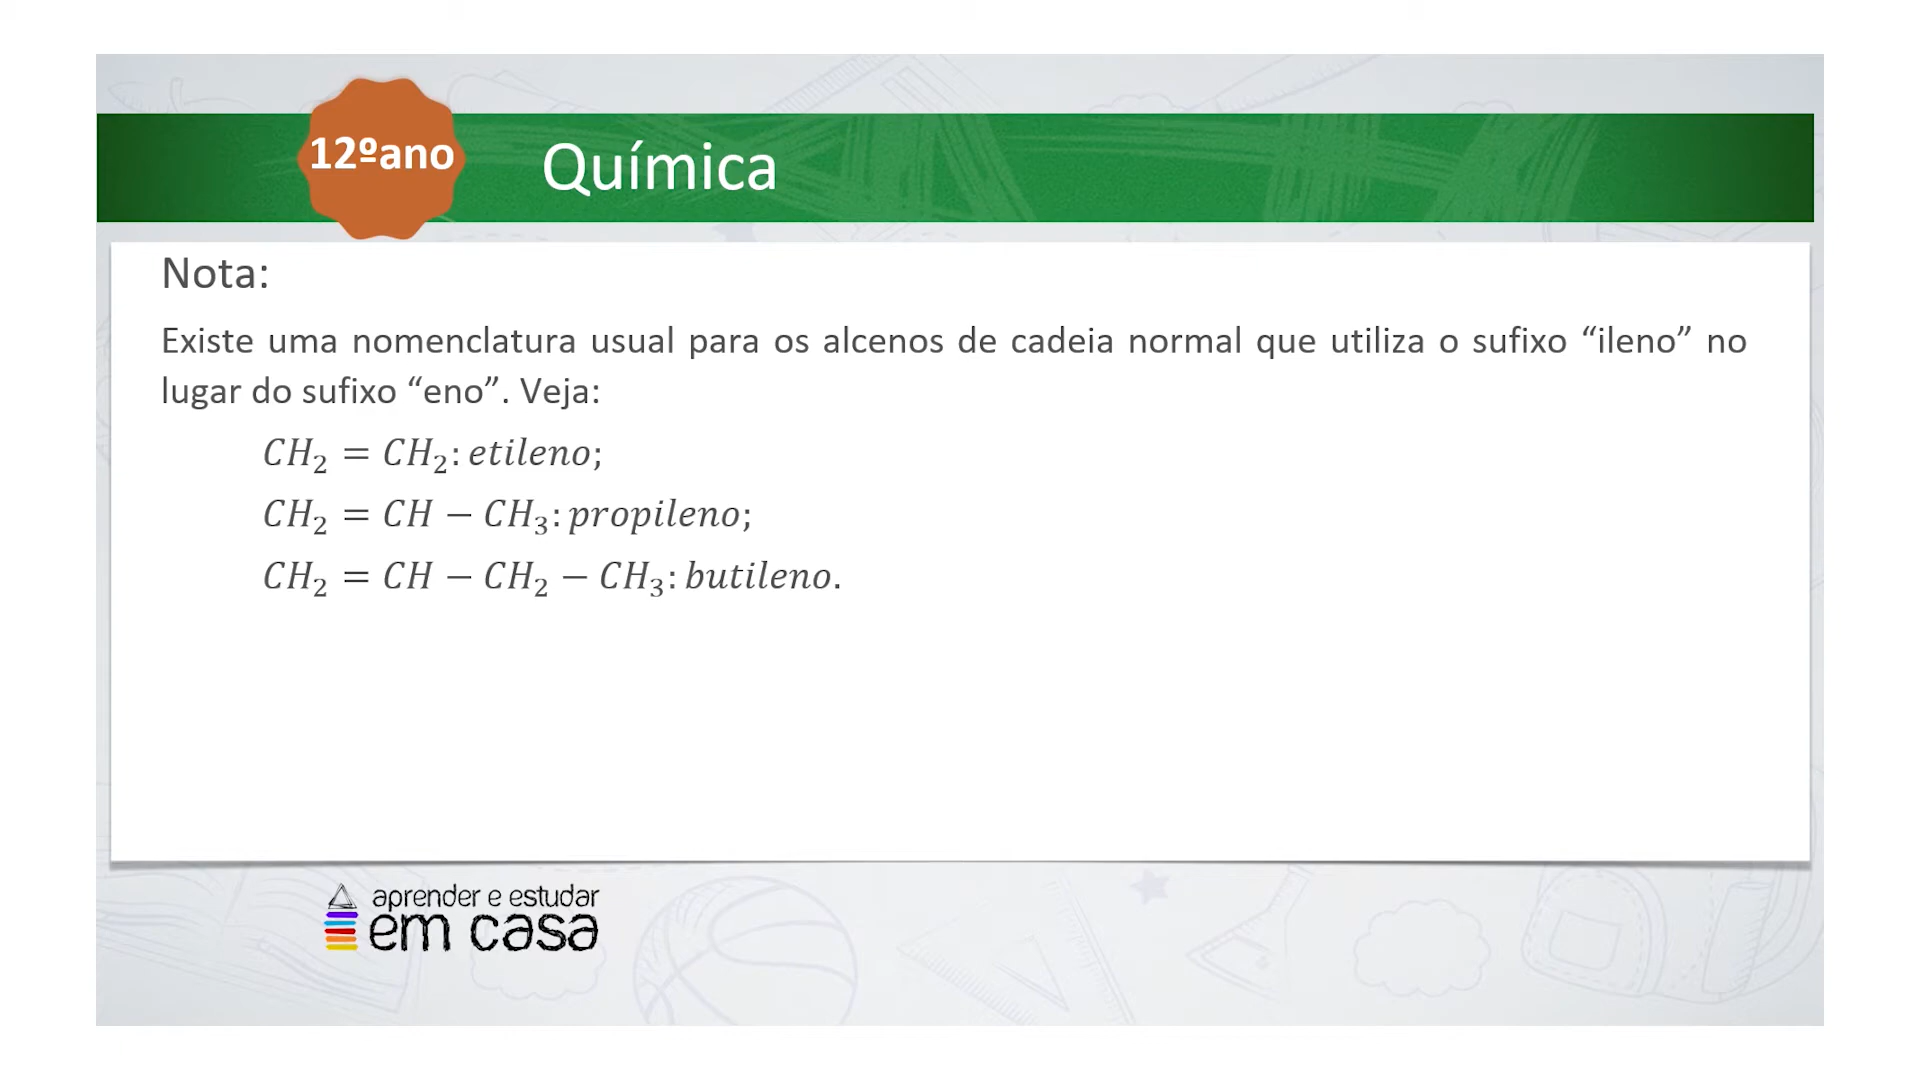 12ºano
Química
Nota:
Existe uma nomenclatura usual para os alcenos de cadeia normal que utiliza o sufixo “ileno” no
lugar do sufixo “eno”. Veja:
CH₂ = CH₂: etileno;
CH₂ = CH − CH₃: propileno;
CH₂ = CH − CH₂ − CH₃: butileno.
aprender e estudar
em casa